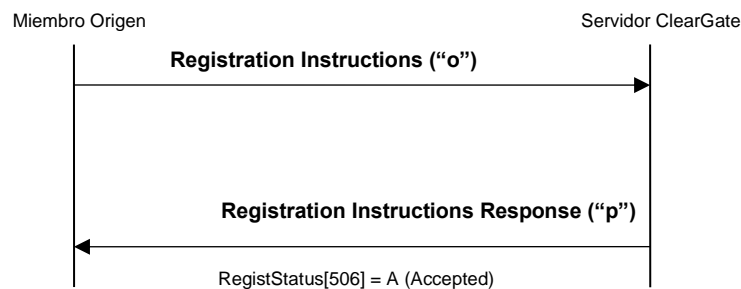 Miembro Origen
Servidor ClearGate
Registration Instructions (“o”)
Registration Instructions Response (“p”)
RegistStatus[506] = A (Accepted)